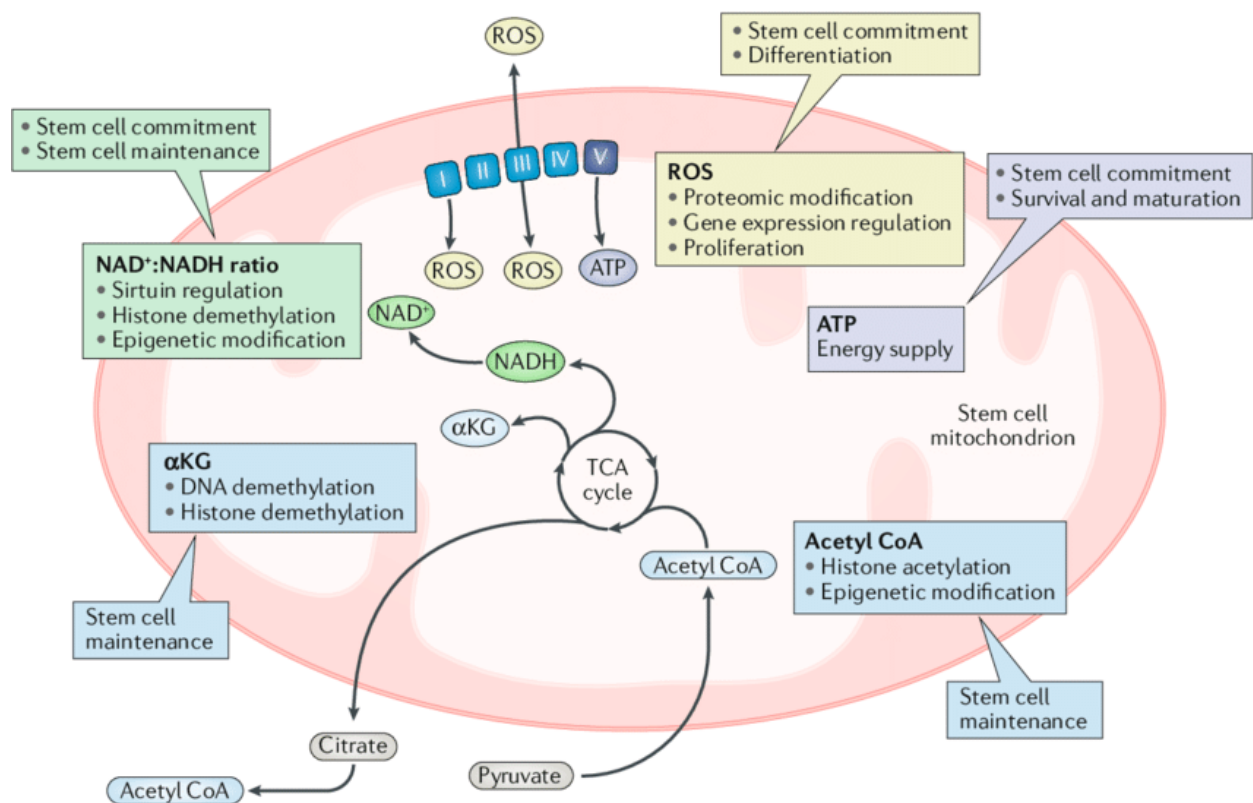 ROS
• Stem cell commitment
• Differentiation
• Stem cell commitment
• Stem cell maintenance
I
II
III
IV
V
ROS
• Proteomic modification
• Gene expression regulation
• Proliferation
• Stem cell commitment
• Survival and maturation
ROS
ROS
ATP
NAD⁺:NADH ratio
• Sirtuin regulation
• Histone demethylation
• Epigenetic modification
NAD⁺
NADH
ATP
Energy supply
αKG
Stem cell
mitochondrion
αKG
• DNA demethylation
• Histone demethylation
TCA
cycle
Acetyl CoA
Acetyl CoA
• Histone acetylation
• Epigenetic modification
Stem cell
maintenance
Stem cell
maintenance
Citrate
Pyruvate
Acetyl CoA